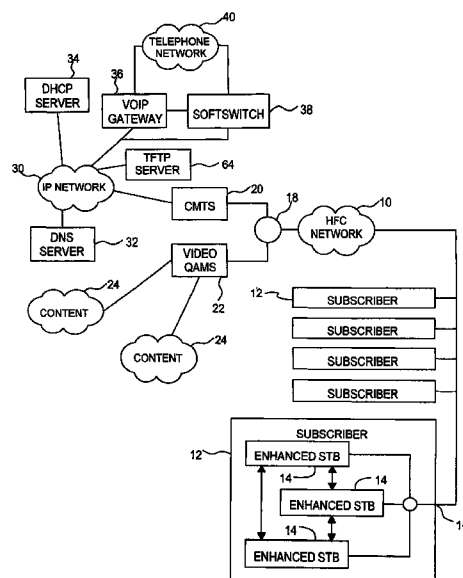 40
TELEPHONE
NETWORK
34
DHCP
SERVER
36
VOIP
GATEWAY
SOFTSWITCH
38
30
IP NETWORK
TFTP
SERVER
64
20
CMTS
18
10
HFC
NETWORK
DNS
SERVER
32
VIDEO
QAMS
22
24
CONTENT
24
CONTENT
12
SUBSCRIBER
SUBSCRIBER
SUBSCRIBER
SUBSCRIBER
12
SUBSCRIBER
ENHANCED STB
14
14
ENHANCED STB
14
ENHANCED STB